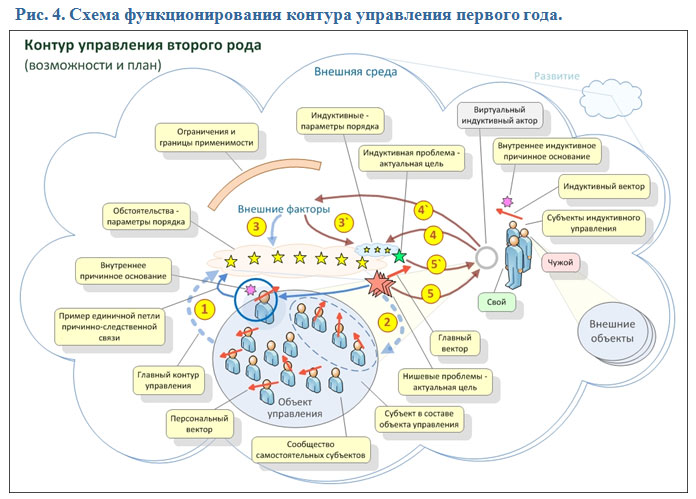 Рис. 4. Схема функционирования контура управления первого года.
Контур управления второго рода
(возможности и план)
Внешняя среда
Развитие
Индуктивные -
параметры порядка
Виртуальный
индуктивный актор
Ограничения и
границы применимости
Индуктивная проблема -
актуальная цель
Внутреннее индуктивное
причинное основание
Индуктивный вектор
Обстоятельства -
параметры порядка
Внешние факторы
3
3`
4`
4
Субъекты индуктивного
управления
Внутреннее
причинное основание
5`
Чужой
5
Свой
Пример единичной петли
причинно-следственной
связи
1
2
Главный
вектор
Внешние
объекты
Главный контур
управления
Нишевые проблемы -
актуальная цель
Объект
управления
Персональный
вектор
Субъект в составе
объекта управления
Сообщество
самостоятельных субъектов